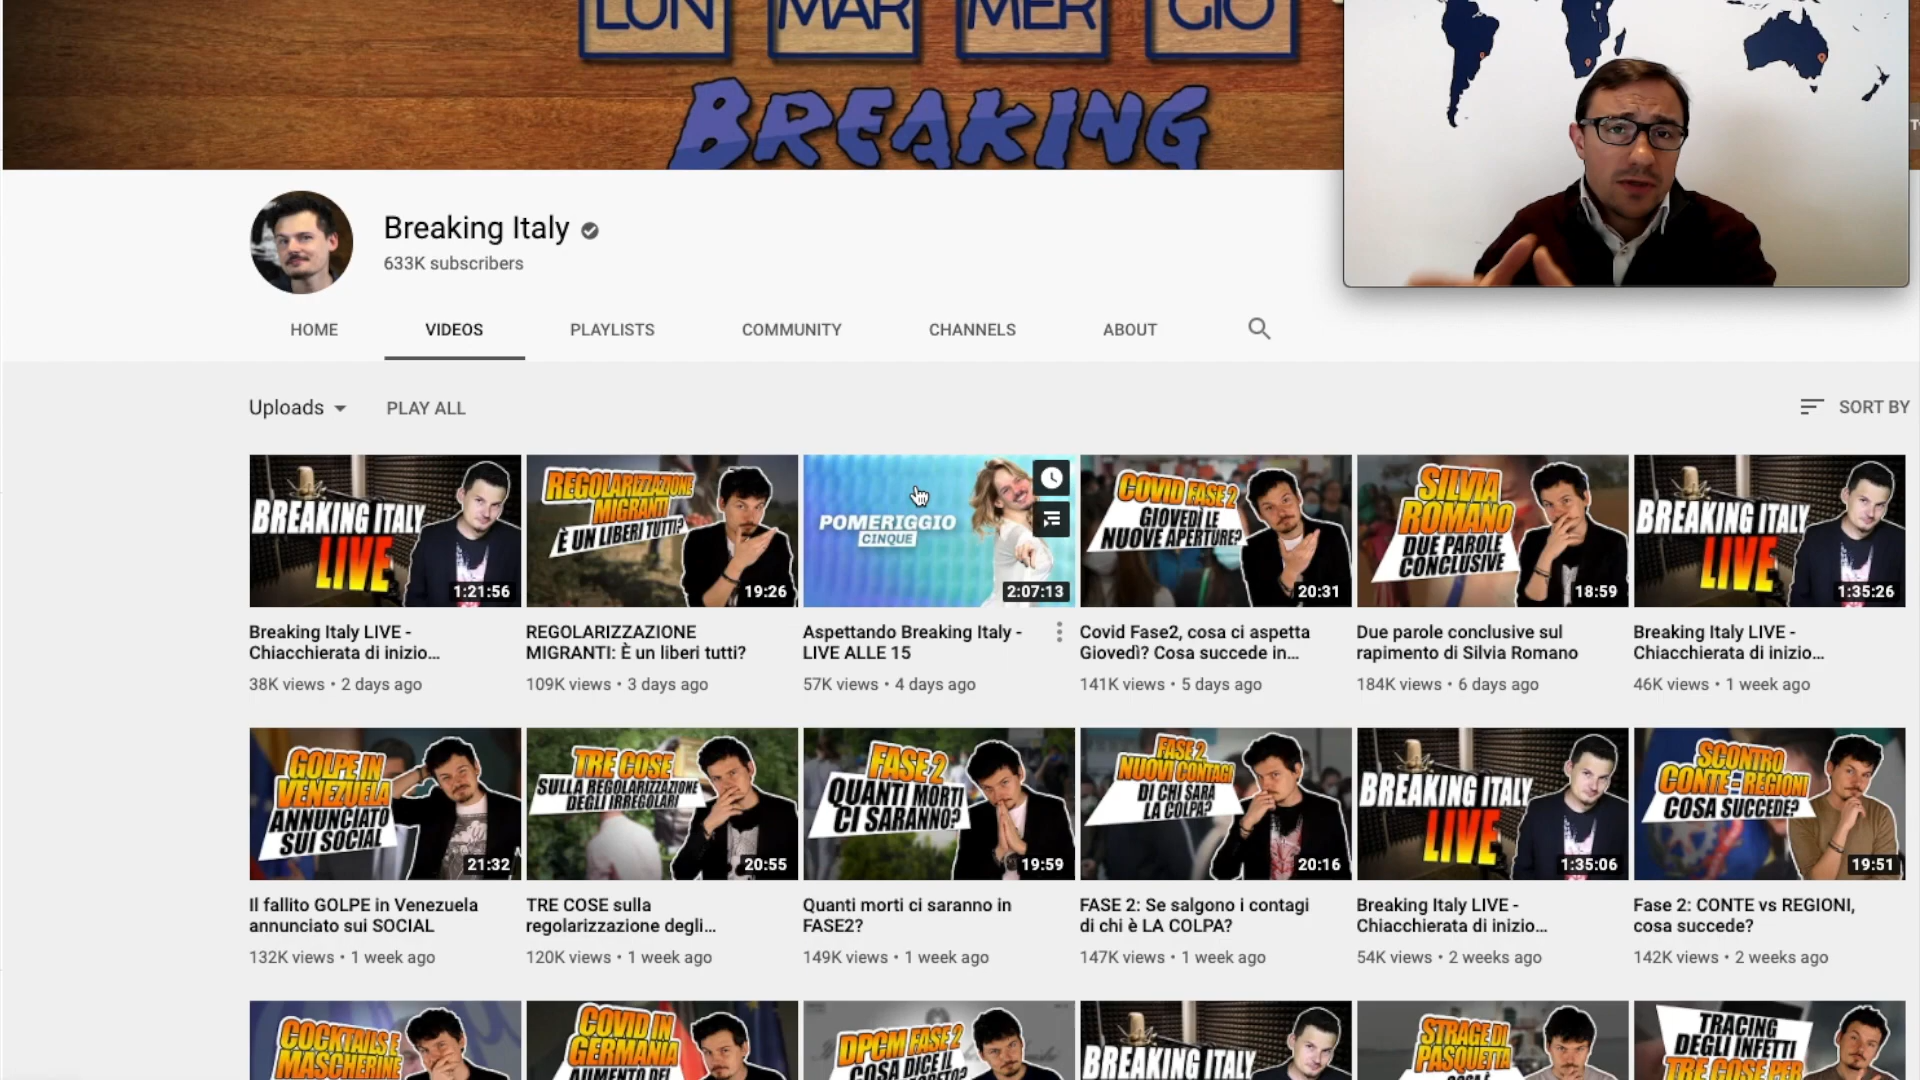 LUN MAR MER GIO
BREAKING
Breaking Italy
633K subscribers
HOME VIDEOS PLAYLISTS COMMUNITY CHANNELS ABOUT
Uploads PLAY ALL SORT BY
BREAKING ITALY
LIVE
1:21:56
REGOLARIZZAZIONE
MIGRANTI
È UN LIBERI TUTTI?
19:26
POMERIGGIO
CINQUE
2:07:13
COVID FASE 2
GIOVEDÌ LE
NUOVE APERTURE?
20:31
SILVIA
ROMANO
DUE PAROLE
CONCLUSIVE
18:59
BREAKING ITALY
LIVE
1:35:26
Breaking Italy LIVE -
Chiacchierata di inizio...
38K views • 2 days ago
REGOLARIZZAZIONE
MIGRANTI: È un liberi tutti?
109K views • 3 days ago
Aspettando Breaking Italy -
LIVE ALLE 15
57K views • 4 days ago
Covid Fase2, cosa ci aspetta
Giovedì? Cosa succede in...
141K views • 5 days ago
Due parole conclusive sul
rapimento di Silvia Romano
184K views • 6 days ago
Breaking Italy LIVE -
Chiacchierata di inizio...
46K views • 1 week ago
GOLPE IN
VENEZUELA
ANNUNCIATO
SUI SOCIAL
21:32
TRE COSE
SULLA REGOLARIZZAZIONE
DEGLI IRREGOLARI
20:55
FASE 2
QUANTI MORTI
CI SARANNO?
19:59
FASE 2
NUOVI CONTAGI
DI CHI SARÀ
LA COLPA?
20:16
BREAKING ITALY
LIVE
1:35:06
SCONTRO
CONTE-REGIONI
COSA SUCCEDE?
19:51
Il fallito GOLPE in Venezuela
annunciato sui SOCIAL
132K views • 1 week ago
TRE COSE sulla
regolarizzazione degli...
120K views • 1 week ago
Quanti morti ci saranno in
FASE2?
149K views • 1 week ago
FASE 2: Se salgono i contagi
di chi è LA COLPA?
147K views • 1 week ago
Breaking Italy LIVE -
Chiacchierata di inizio...
54K views • 2 weeks ago
Fase 2: CONTE vs REGIONI,
cosa succede?
142K views • 2 weeks ago
COCKTAILS E
MASCHERINE
COVID IN
GERMANIA
AUMENTO DEI
DPCM FASE 2
COSA DICE IL
BREAKING ITALY
STRAGE DI
PASQUETTA
TRACING
DEGLI INFETTI
TRE COSE PER